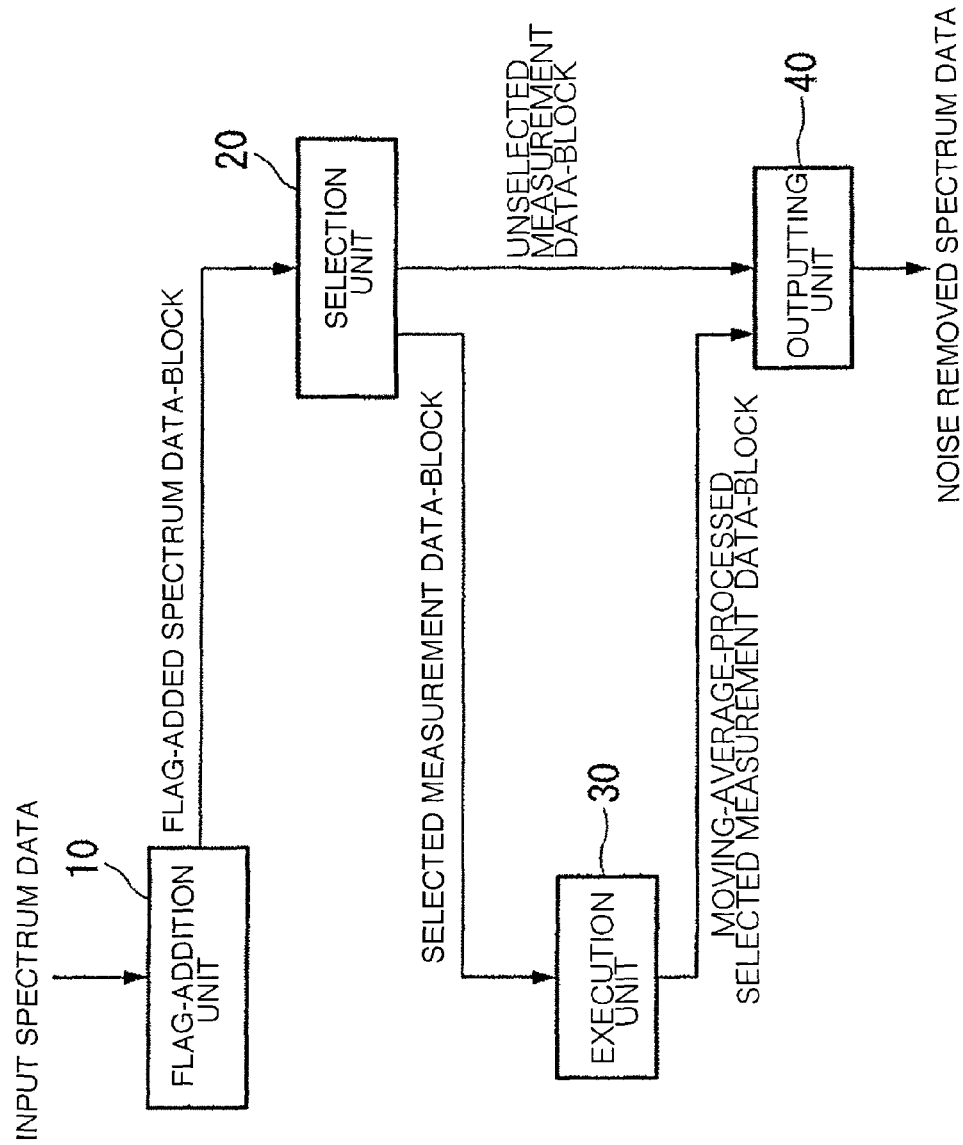 INPUT SPECTRUM DATA
10
FLAG-ADDITION
UNIT
FLAG-ADDED SPECTRUM DATA-BLOCK
20
SELECTION
UNIT
SELECTED MEASUREMENT DATA-BLOCK
UNSELECTED
MEASUREMENT
DATA-BLOCK
30
EXECUTION
UNIT
MOVING-AVERAGE-PROCESSED
SELECTED MEASUREMENT DATA-BLOCK
40
OUTPUTTING
UNIT
NOISE REMOVED SPECTRUM DATA